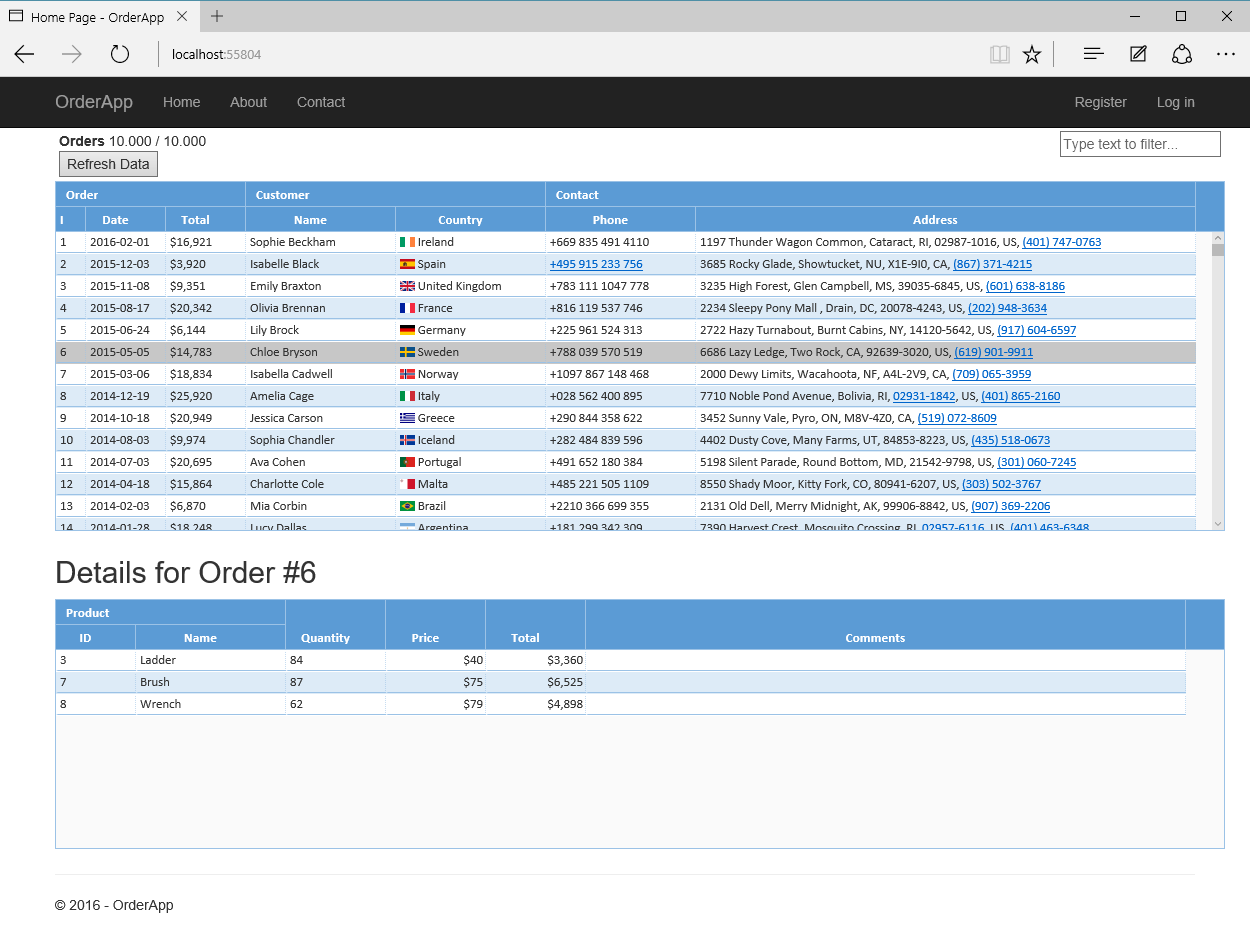 Home Page - OrderApp
localhost:55804
OrderApp Home About Contact Register Log in
Orders 10.000 / 10.000 Type text to filter...
Refresh Data
Order Customer Contact
I Date Total Name Country Phone Address
1 2016-02-01 $16,921 Sophie Beckham Ireland +669 835 491 4110 1197 Thunder Wagon Common, Cataract, RI, 02987-1016, US, (401) 747-0763
2 2015-12-03 $3,920 Isabelle Black Spain +495 915 233 756 3685 Rocky Glade, Showtucket, NU, X1E-9I0, CA, (867) 371-4215
3 2015-11-08 $9,351 Emily Braxton United Kingdom +783 111 1047 778 3235 High Forest, Glen Campbell, MS, 39035-6845, US, (601) 638-8186
4 2015-08-17 $20,342 Olivia Brennan France +816 119 537 746 2234 Sleepy Pony Mall , Drain, DC, 20078-4243, US, (202) 948-3634
5 2015-06-24 $6,144 Lily Brock Germany +225 961 524 313 2722 Hazy Turnabout, Burnt Cabins, NY, 14120-5642, US, (917) 604-6597
6 2015-05-05 $14,783 Chloe Bryson Sweden +788 039 570 519 6686 Lazy Ledge, Two Rock, CA, 92639-3020, US, (619) 901-9911
7 2015-03-06 $18,834 Isabella Cadwell Norway +1097 867 148 468 2000 Dewy Limits, Wacahoota, NF, A4L-2V9, CA, (709) 065-3959
8 2014-12-19 $25,920 Amelia Cage Italy +028 562 400 895 7710 Noble Pond Avenue, Bolivia, RI, 02931-1842, US, (401) 865-2160
9 2014-10-18 $20,949 Jessica Carson Greece +290 844 358 622 3452 Sunny Vale, Pyro, ON, M8V-4Z0, CA, (519) 072-8609
10 2014-08-03 $9,974 Sophia Chandler Iceland +282 484 839 596 4402 Dusty Cove, Many Farms, UT, 84853-8223, US, (435) 518-0673
11 2014-07-03 $20,695 Ava Cohen Portugal +491 652 180 384 5198 Silent Parade, Round Bottom, MD, 21542-9798, US, (301) 060-7245
12 2014-04-18 $15,864 Charlotte Cole Malta +485 221 505 1109 8550 Shady Moor, Kitty Fork, CO, 80941-6207, US, (303) 502-3767
13 2014-02-03 $6,870 Mia Corbin Brazil +2210 366 699 355 2131 Old Dell, Merry Midnight, AK, 99906-8842, US, (907) 369-2206
14 2014-01-28 $18,248 Lucy Dallas Argentina +181 299 342 309 7390 Harvest Crest, Mosquito Crossing, RI, 02957-6116, US, (401) 463-6348
Details for Order #6
Product
ID Name Quantity Price Total Comments
3 Ladder 84 $40 $3,360
7 Brush 87 $75 $6,525
8 Wrench 62 $79 $4,898
© 2016 - OrderApp